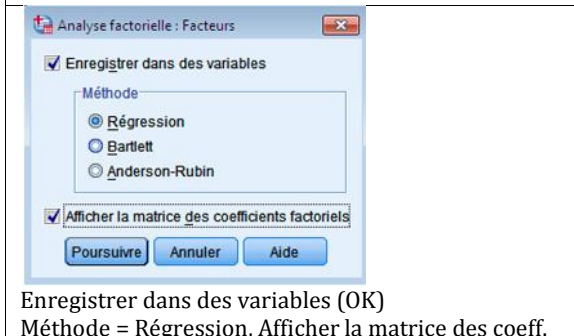 Analyse factorielle : Facteurs
Enregistrer dans des variables
Méthode
Régression
Bartlett
Anderson-Rubin
Afficher la matrice des coefficients factoriels
Poursuivre Annuler Aide
Enregistrer dans des variables (OK)
Méthode = Régression. Afficher la matrice des coeff.